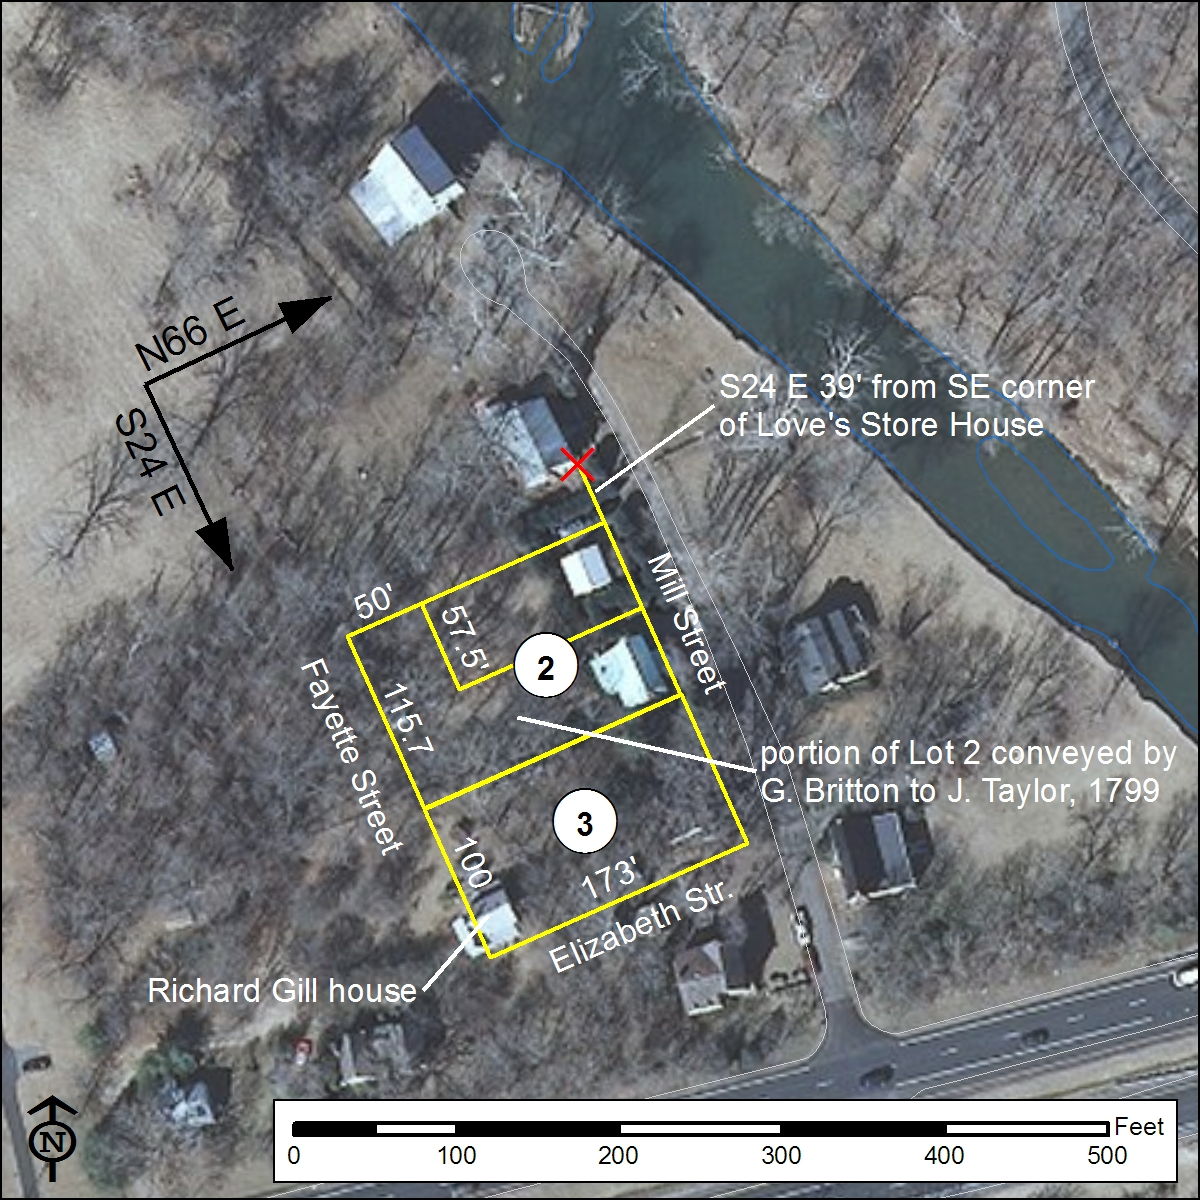 N66 E
S24 E
S24 E 39' from SE corner
of Love's Store House
50'
57.5'
Mill Street
2
Fayette Street
115.7
portion of Lot 2 conveyed by
G. Britton to J. Taylor, 1799
3
100
173'
Elizabeth Str.
Richard Gill house
N
Feet
0 100 200 300 400 500